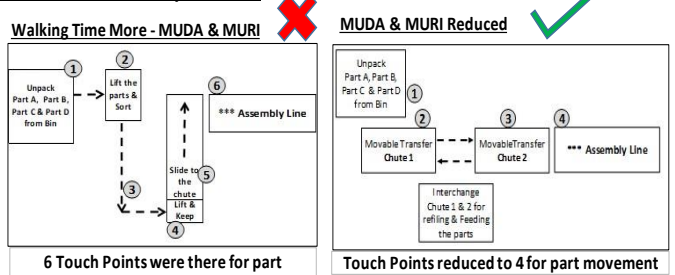 Walking Time More - MUDA & MURI
1
Unpack
Part A, Part B,
Part C & Part D
from Bin
2
Lift the
parts &
Sort
3
4
Lift &
Keep
5
Slide to
the
chute
6
*** Assembly Line
6 Touch Points were there for part
MUDA & MURI Reduced
Unpack
Part A, Part B,
Part C & Part D
from Bin
1
2
Movable Transfer
Chute 1
3
Movable Transfer
Chute 2
4
*** Assembly Line
Interchange
Chute 1 & 2 for
refiling & Feeding
the parts
Touch Points reduced to 4 for part movement